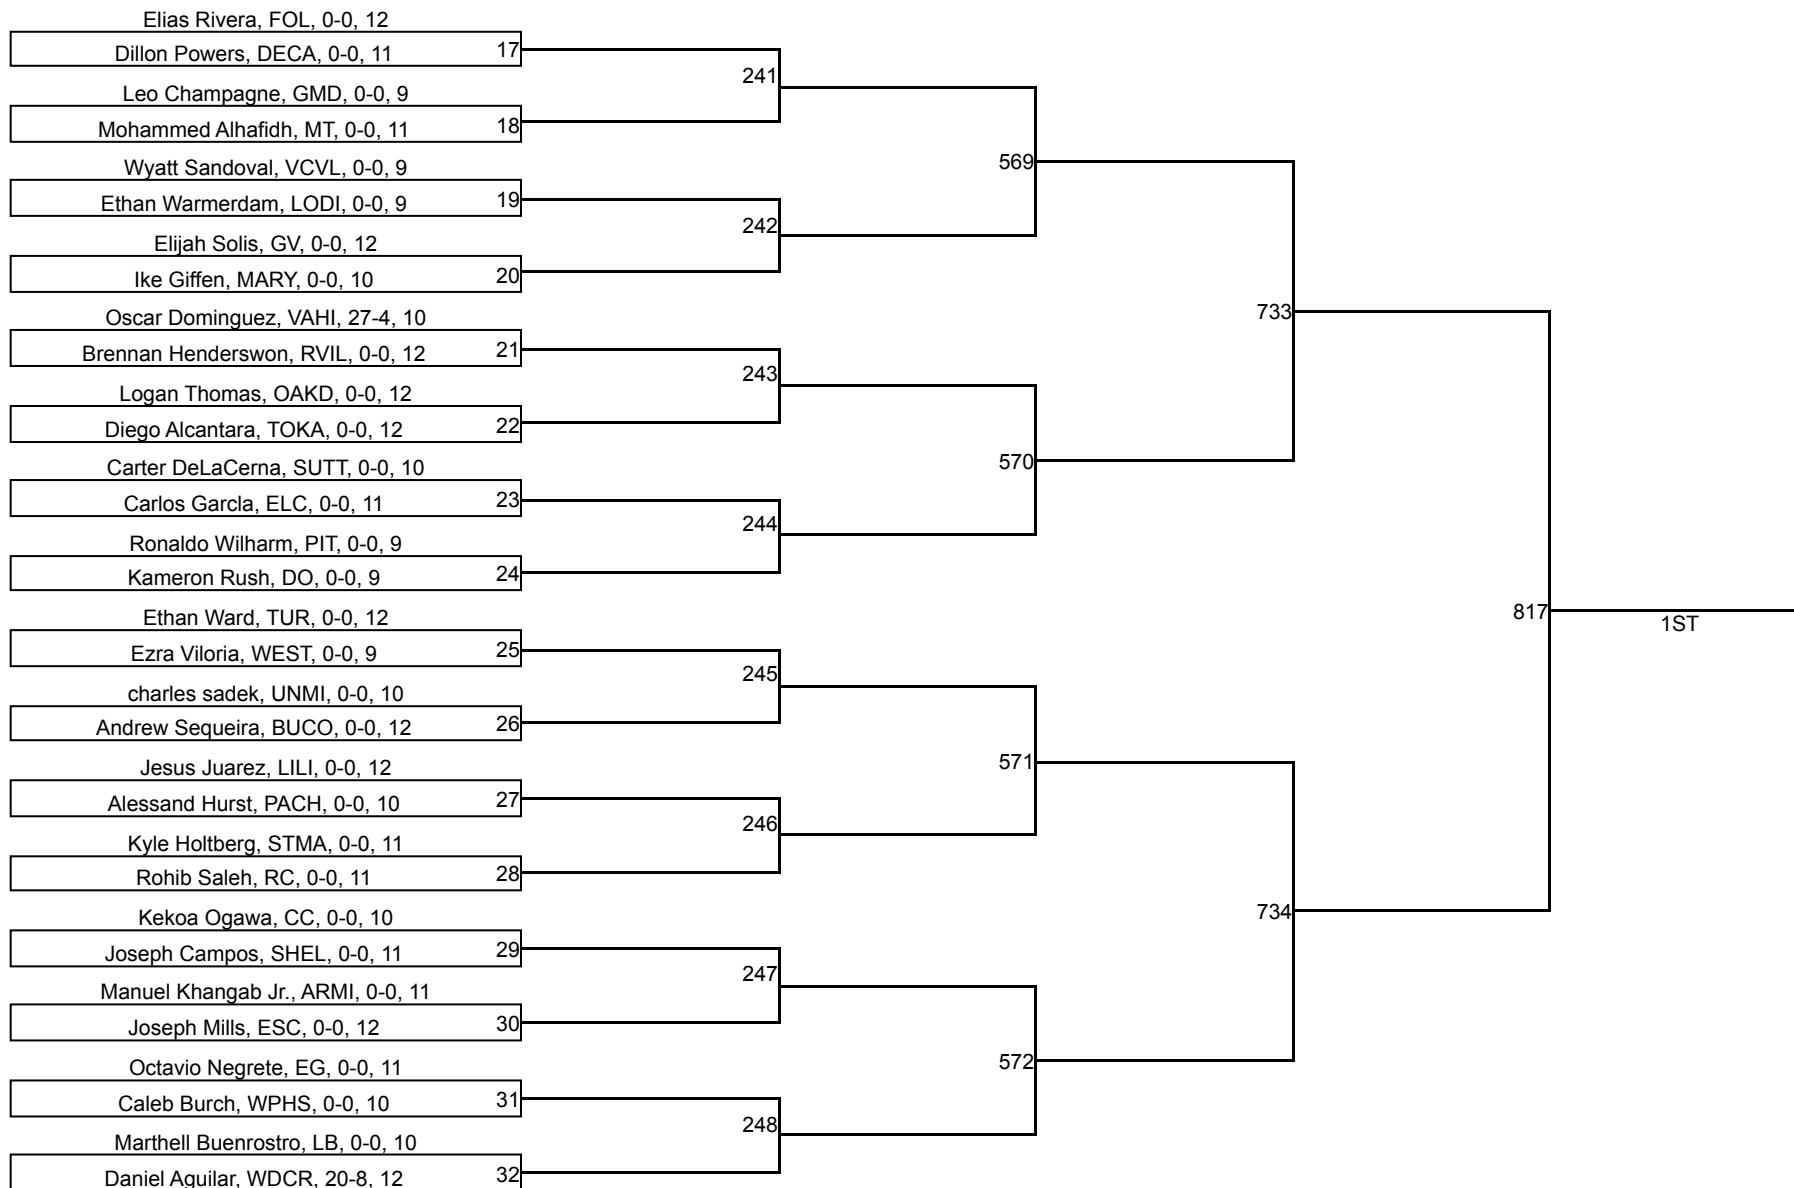 Elias Rivera, FOL, 0-0, 12
Dillon Powers, DECA, 0-0, 11
17
241
Leo Champagne, GMD, 0-0, 9
Mohammed Alhafidh, MT, 0-0, 11
18
569
Wyatt Sandoval, VCVL, 0-0, 9
Ethan Warmerdam, LODI, 0-0, 9
19
242
Elijah Solis, GV, 0-0, 12
Ike Giffen, MARY, 0-0, 10
20
733
Oscar Dominguez, VAHI, 27-4, 10
Brennan Henderswon, RVIL, 0-0, 12
21
243
Logan Thomas, OAKD, 0-0, 12
Diego Alcantara, TOKA, 0-0, 12
22
570
Carter DeLaCerna, SUTT, 0-0, 10
Carlos GarcIa, ELC, 0-0, 11
23
244
Ronaldo Wilharm, PIT, 0-0, 9
Kameron Rush, DO, 0-0, 9
24
817
1ST
Ethan Ward, TUR, 0-0, 12
Ezra Viloria, WEST, 0-0, 9
25
245
charles sadek, UNMI, 0-0, 10
Andrew Sequeira, BUCO, 0-0, 12
26
571
Jesus Juarez, LILI, 0-0, 12
Alessand Hurst, PACH, 0-0, 10
27
246
Kyle Holtberg, STMA, 0-0, 11
Rohib Saleh, RC, 0-0, 11
28
734
Kekoa Ogawa, CC, 0-0, 10
Joseph Campos, SHEL, 0-0, 11
29
247
Manuel Khangab Jr., ARMI, 0-0, 11
Joseph Mills, ESC, 0-0, 12
30
572
Octavio Negrete, EG, 0-0, 11
Caleb Burch, WPHS, 0-0, 10
31
248
Marthell Buenrostro, LB, 0-0, 10
Daniel Aguilar, WDCR, 20-8, 12
32